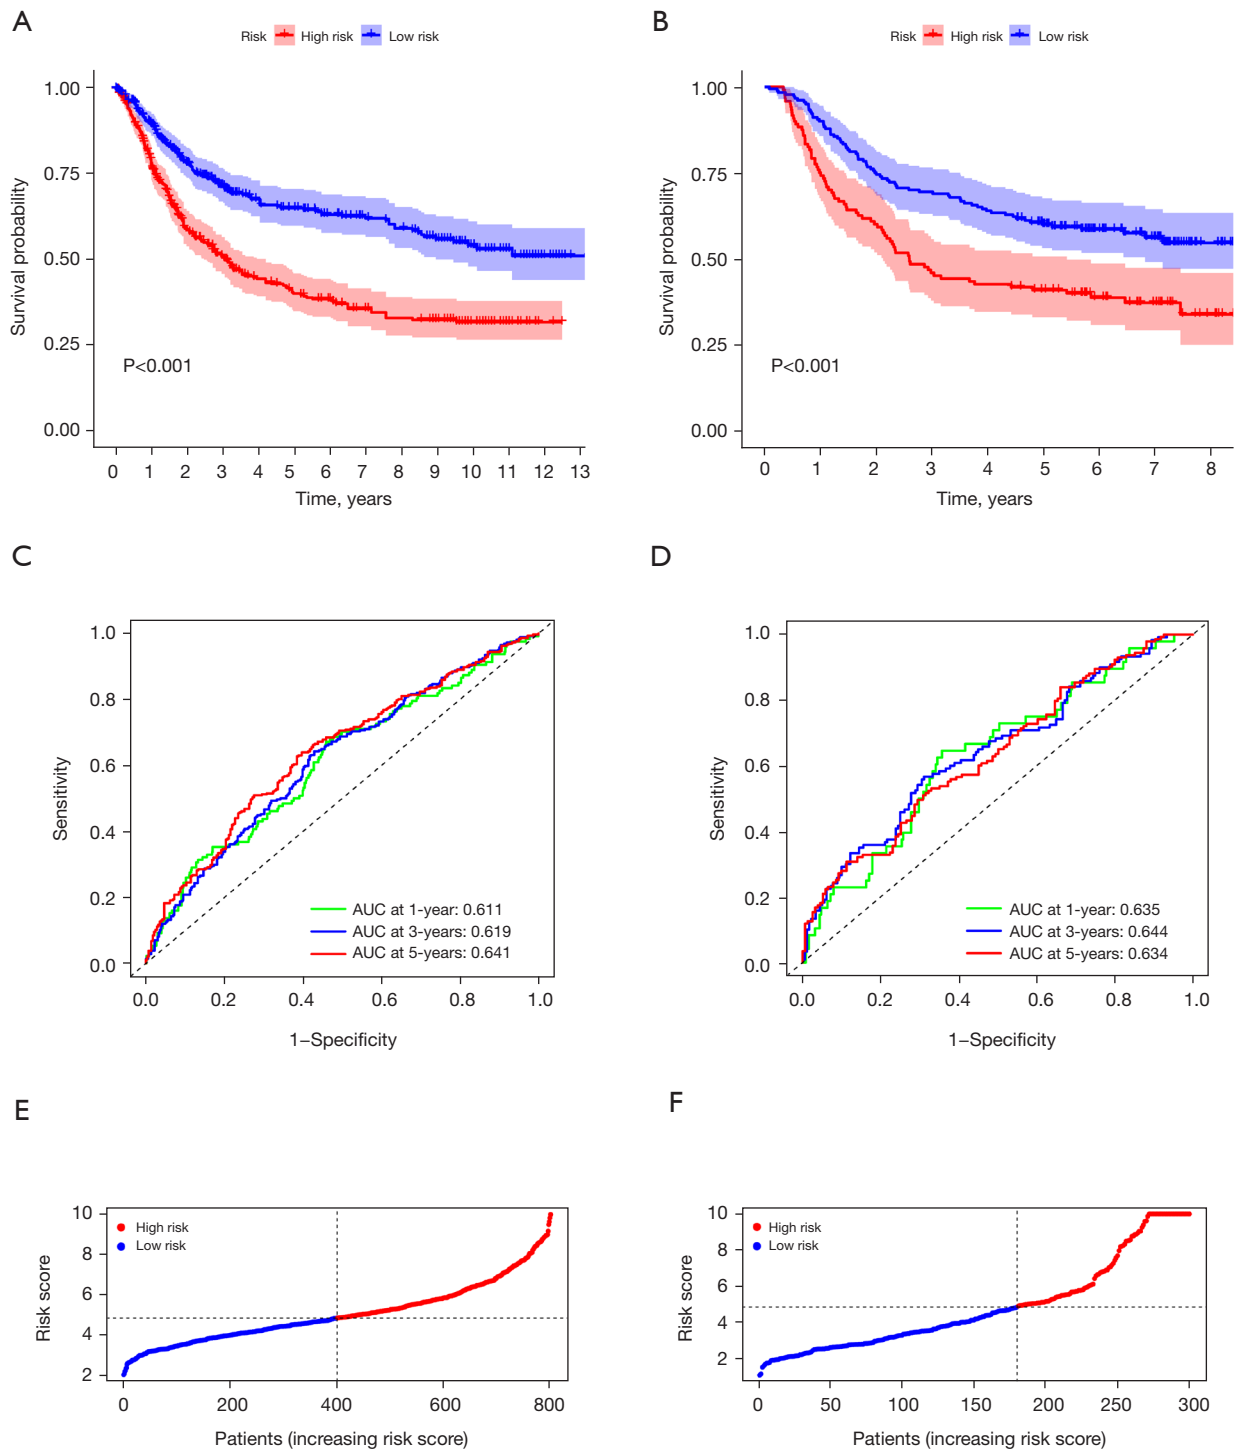 A
Risk High risk Low risk
1.00
0.75
0.50
0.25
0.00
Survival probability
P<0.001
0 1 2 3 4 5 6 7 8 9 10 11 12 13
Time, years
B
Risk High risk Low risk
1.00
0.75
0.50
0.25
0.00
Survival probability
P<0.001
0 1 2 3 4 5 6 7 8
Time, years
C
1.0
0.8
0.6
0.4
0.2
0.0
Sensitivity
AUC at 1-year: 0.611
AUC at 3-years: 0.619
AUC at 5-years: 0.641
0.0 0.2 0.4 0.6 0.8 1.0
1–Specificity
D
1.0
0.8
0.6
0.4
0.2
0.0
Sensitivity
AUC at 1-year: 0.635
AUC at 3-years: 0.644
AUC at 5-years: 0.634
0.0 0.2 0.4 0.6 0.8 1.0
1–Specificity
E
10
8
6
4
2
Risk score
High risk
Low risk
0 200 400 600 800
Patients (increasing risk score)
F
10
8
6
4
2
Risk score
High risk
Low risk
0 50 100 150 200 250 300
Patients (increasing risk score)